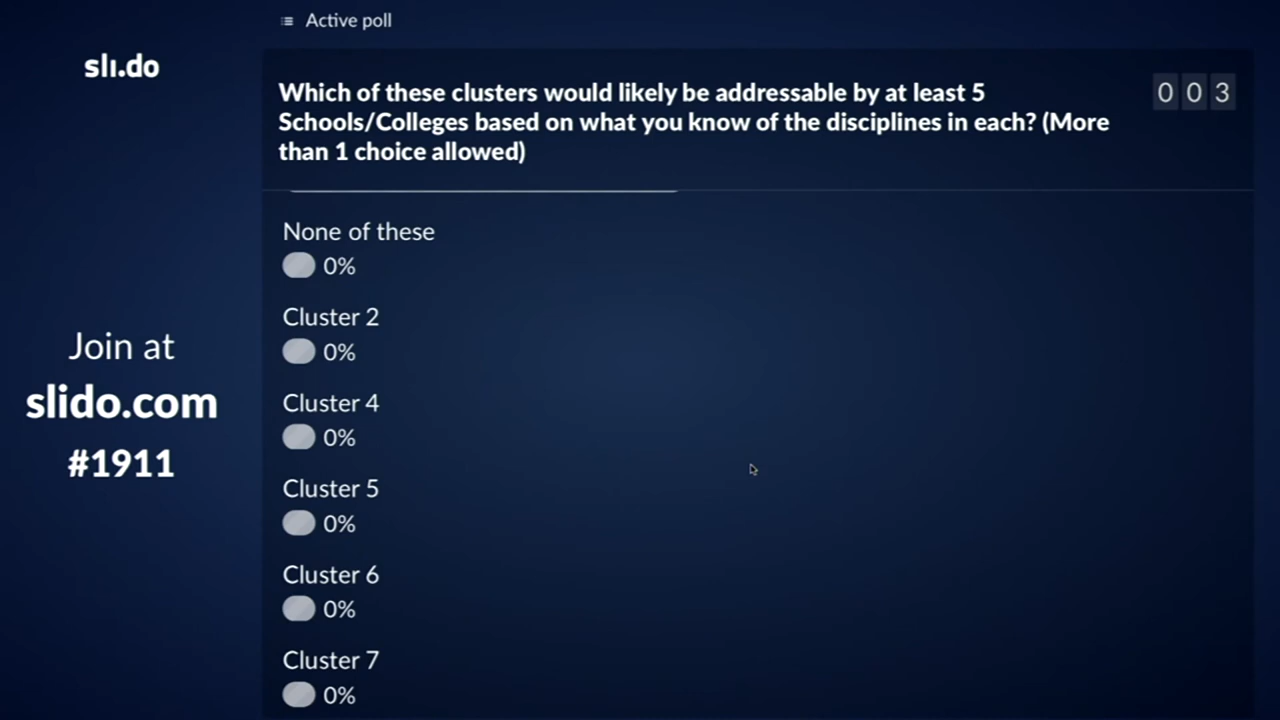 Active poll
sli.do
Which of these clusters would likely be addressable by at least 5
Schools/Colleges based on what you know of the disciplines in each? (More
than 1 choice allowed)
003
None of these
0%
Cluster 2
0%
Cluster 4
0%
Cluster 5
0%
Cluster 6
0%
Cluster 7
0%
Join at
slido.com
#1911